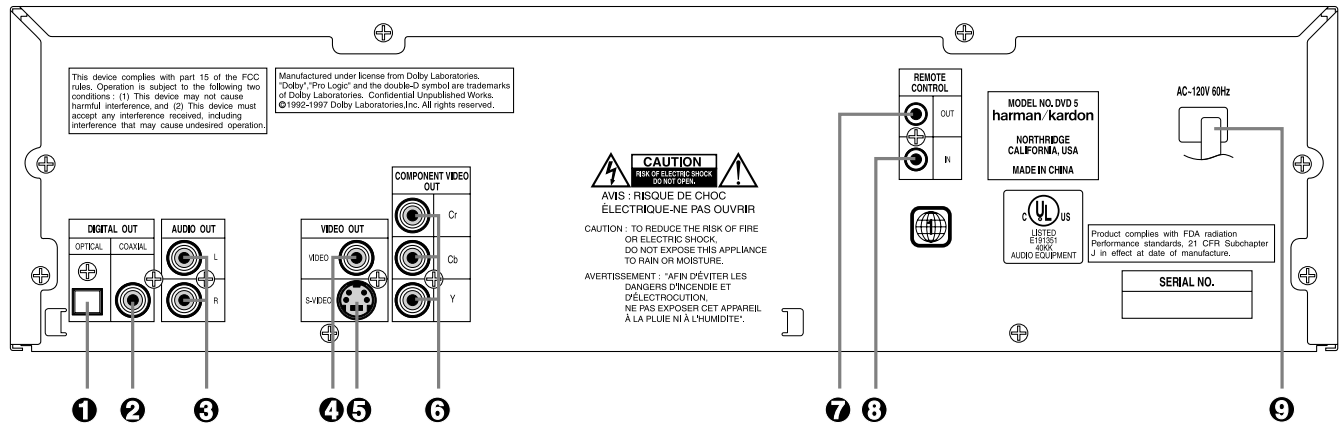 This device complies with part 15 of the FCC
rules. Operation is subject to the following two
conditions : (1) This device may not cause
harmful interference, and (2) This device must
accept any interference received, including
interference that may cause undesired operation.
Manufactured under license from Dolby Laboratories.
"Dolby","Pro Logic" and the double-D symbol are trademarks
of Dolby Laboratories. Confidential Unpublished Works.
©1992-1997 Dolby Laboratories,Inc. All rights reserved.
REMOTE
CONTROL
OUT
IN
MODEL NO. DVD 5
harman/kardon
NORTHRIDGE
CALIFORNIA, USA
MADE IN CHINA
AC~120V 60Hz
CAUTION
RISK OF ELECTRIC SHOCK
DO NOT OPEN.
AVIS : RISQUE DE CHOC
ÉLECTRIQUE-NE PAS OUVRIR
CAUTION : TO REDUCE THE RISK OF FIRE
OR ELECTRIC SHOCK,
DO NOT EXPOSE THIS APPLIANCE
TO RAIN OR MOISTURE.
AVERTISSEMENT : "AFIN D'ÉVITER LES
DANGERS D'INCENDIE ET
D'ÉLECTROCUTION,
NE PAS EXPOSER CET APPAREIL
À LA PLUIE NI À L'HUMIDITE".
COMPONENT VIDEO
OUT
Cr
Cb
Y
DIGITAL OUT
OPTICAL COAXIAL
AUDIO OUT
L
R
VIDEO OUT
VIDEO
S-VIDEO
1
C UL US
LISTED
E191351
40KK
AUDIO EQUIPMENT
Product complies with FDA radiation
Performance standards, 21 CFR Subchapter
J in effect at date of manufacture.
SERIAL NO.
1 2 3 4 5 6 7 8 9